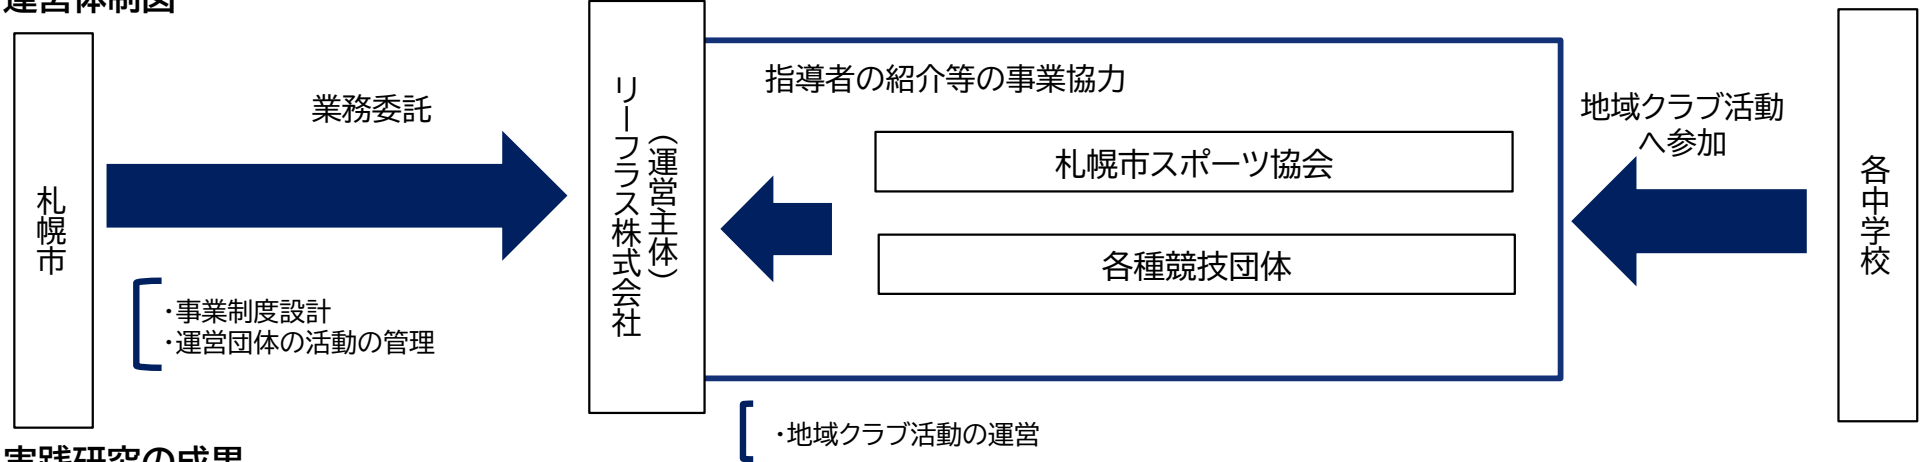 運営体制図
札幌市
業務委託
・事業制度設計
・運営団体の活動の管理
リーフラス株式会社
（運営主体）
指導者の紹介等の事業協力
札幌市スポーツ協会
各種競技団体
・地域クラブ活動の運営
地域クラブ活動
へ参加
各中学校
実践研究の成果